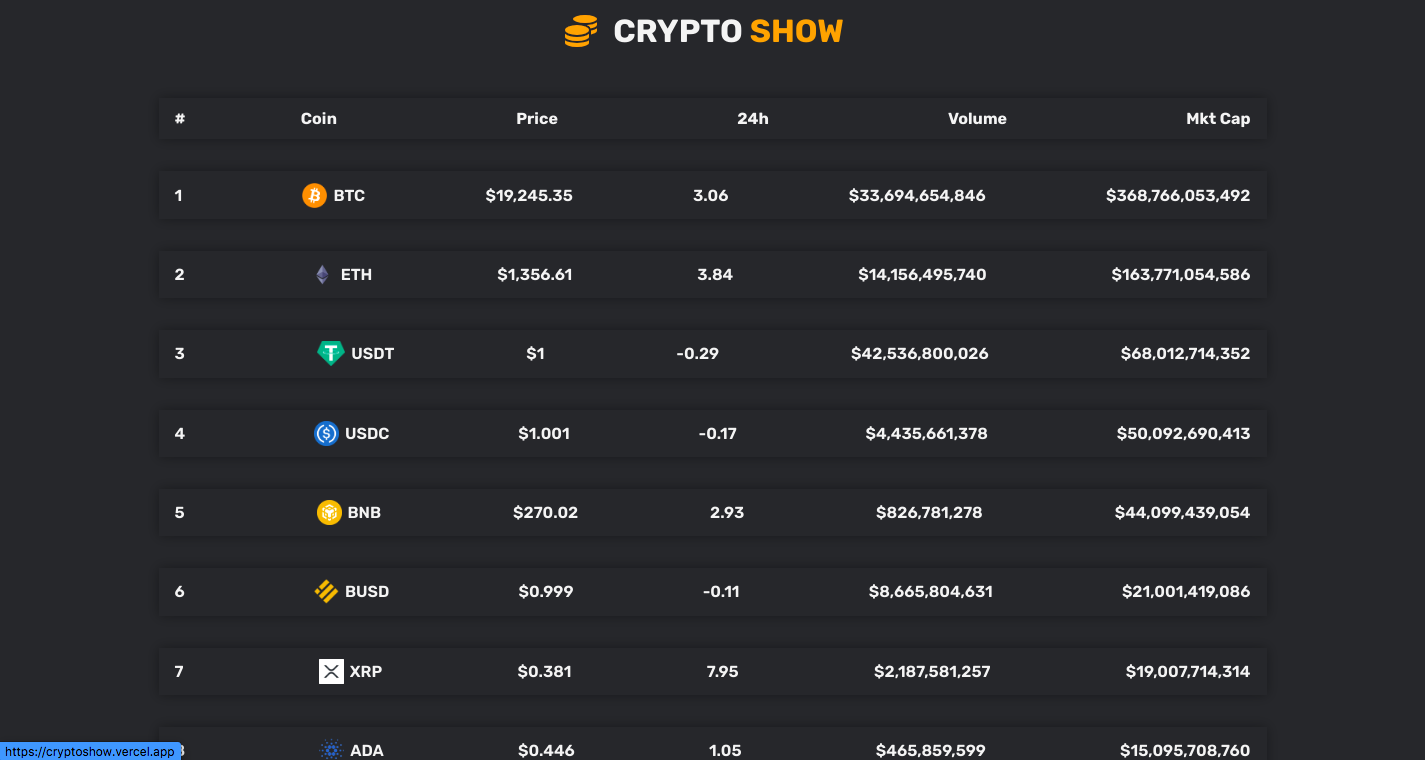 CRYPTO SHOW
# Coin Price 24h Volume Mkt Cap
1 BTC $19,245.35 3.06 $33,694,654,846 $368,766,053,492
2 ETH $1,356.61 3.84 $14,156,495,740 $163,771,054,586
3 USDT $1 -0.29 $42,536,800,026 $68,012,714,352
4 USDC $1.001 -0.17 $4,435,661,378 $50,092,690,413
5 BNB $270.02 2.93 $826,781,278 $44,099,439,054
6 BUSD $0.999 -0.11 $8,665,804,631 $21,001,419,086
7 XRP $0.381 7.95 $2,187,581,257 $19,007,714,314
ADA $0.446 1.05 $465,859,599 $15,095,708,760
https://cryptoshow.vercel.app